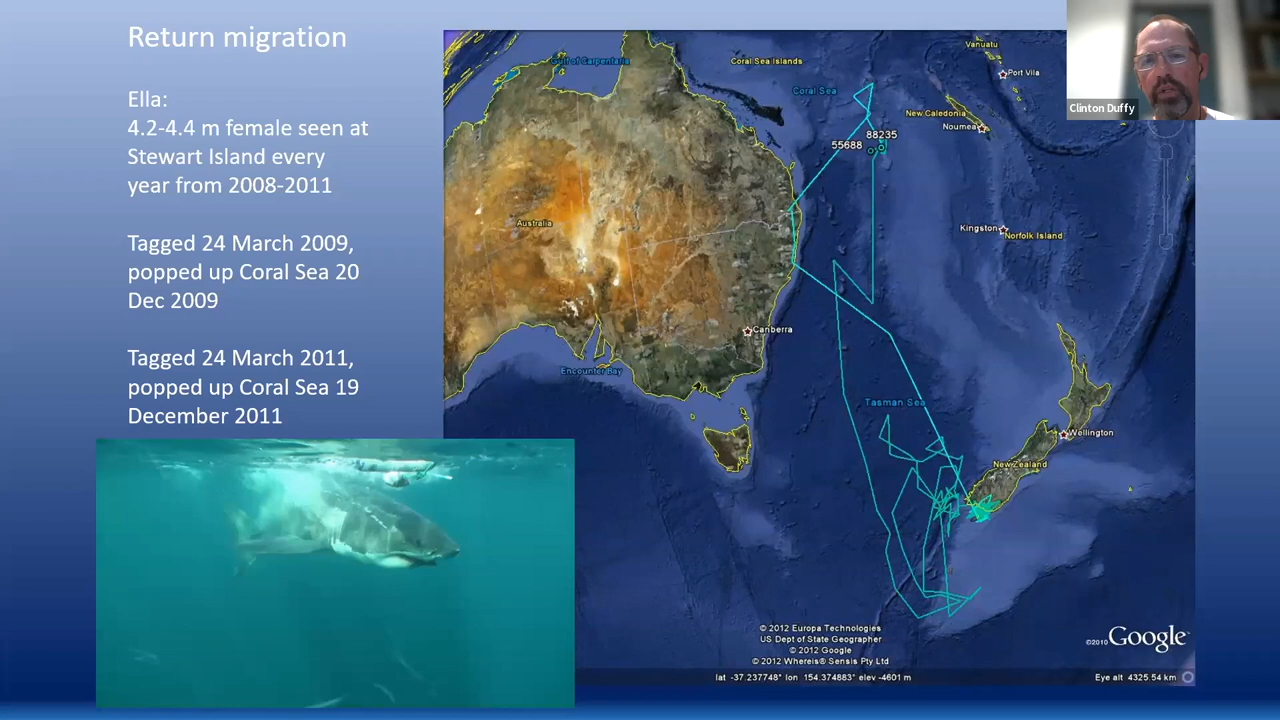 Return migration
Ella:
4.2-4.4 m female seen at
Stewart Island every
year from 2008-2011
Tagged 24 March 2009,
popped up Coral Sea 20
Dec 2009
Tagged 24 March 2011,
popped up Coral Sea 19
December 2011
Gulf of Carpentaria
Coral Sea Islands
Vanuatu
Port Vila
Coral Sea
New Caledonia
Noumea
88235
55688
Australia
Kingston
Norfolk Island
Canberra
Encounter Bay
Tasman Sea
Wellington
New Zealand
© 2012 Europa Technologies
US Dept of State Geographer
© 2012 Google
© 2012 Whereis® Sensis Pty Ltd
©2010 Google
lat -37.237748° lon 154.374883° elev -4601 m
Eye alt 4325.54 km
Clinton Duffy